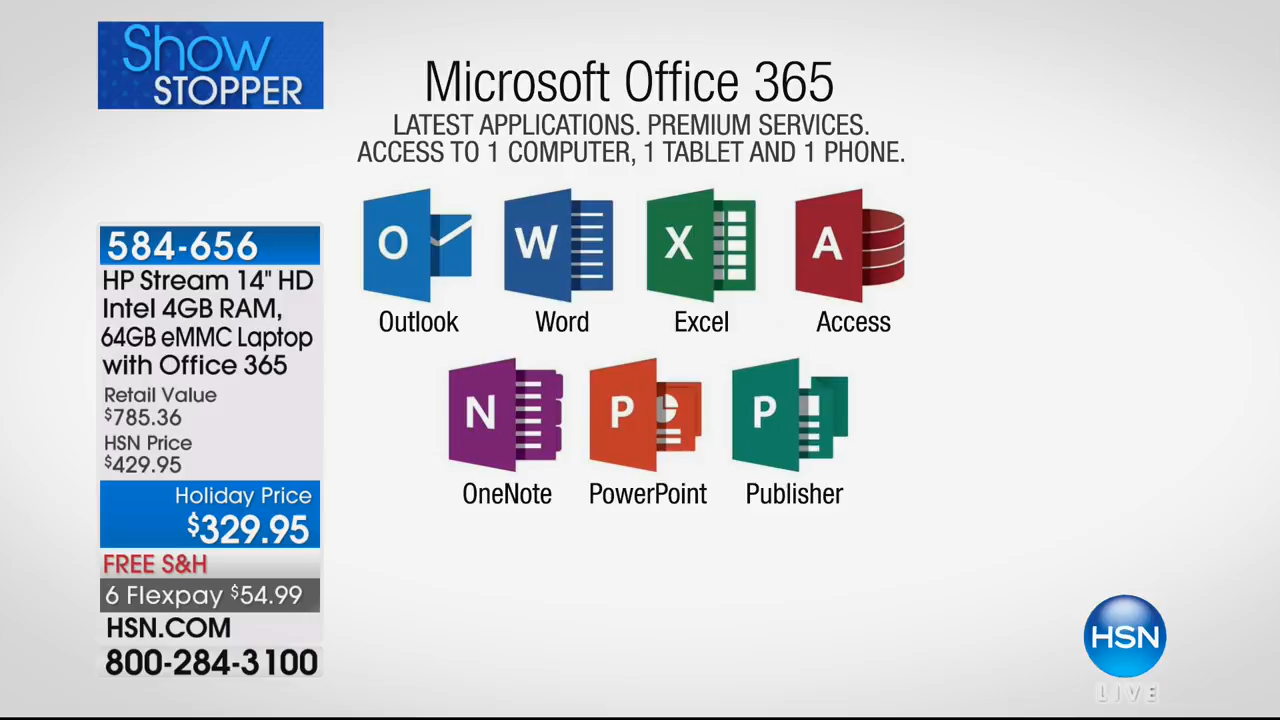 Show
STOPPER
Microsoft Office 365
LATEST APPLICATIONS. PREMIUM SERVICES.
ACCESS TO 1 COMPUTER, 1 TABLET AND 1 PHONE.
O W X A
Outlook Word Excel Access
N P P
OneNote PowerPoint Publisher
584-656
HP Stream 14" HD
Intel 4GB RAM,
64GB eMMC Laptop
with Office 365
Retail Value
$785.36
HSN Price
$429.95
Holiday Price
$329.95
FREE S&H
6 Flexpay $54.99
HSN.COM
800-284-3100
HSN
LIVE